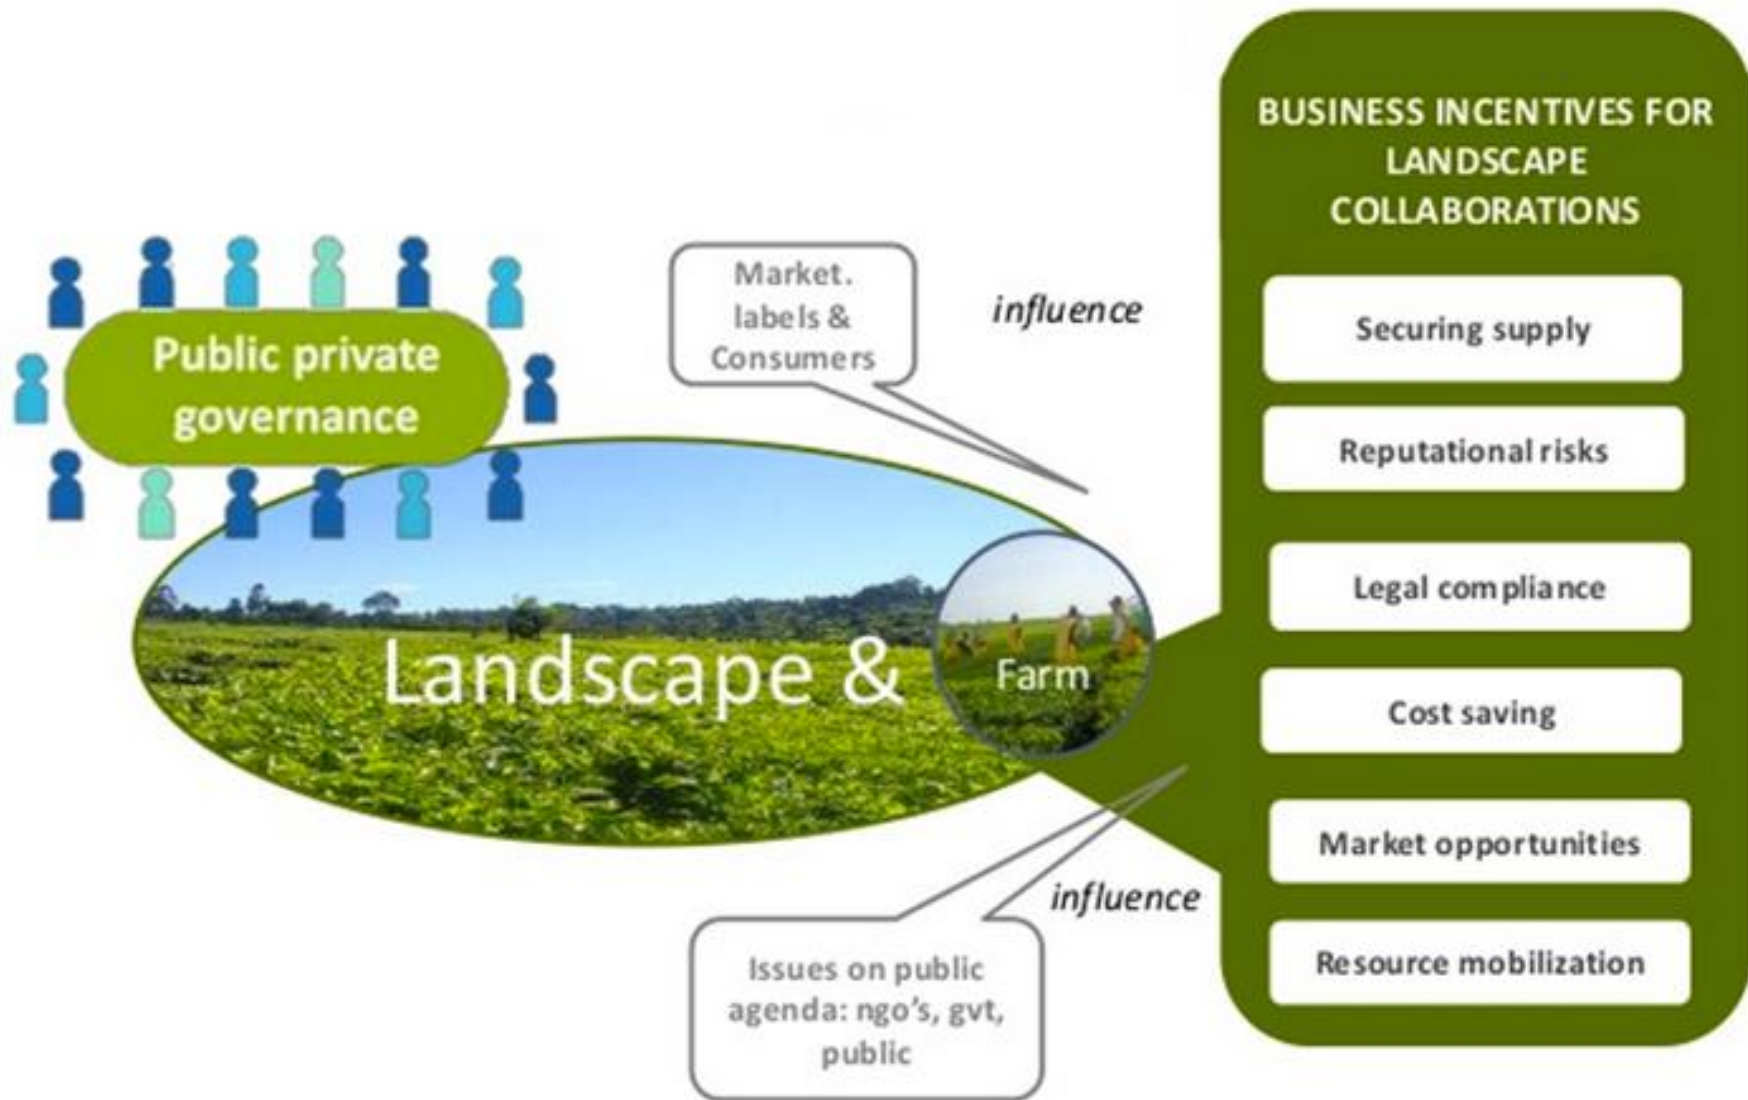 Public private
governance
Market.
labels &
Consumers
influence
Landscape &
Farm
influence
Issues on public
agenda: ngo's, gvt,
public
BUSINESS INCENTIVES FOR
LANDSCAPE
COLLABORATIONS
Securing supply
Reputational risks
Legal compliance
Cost saving
Market opportunities
Resource mobilization